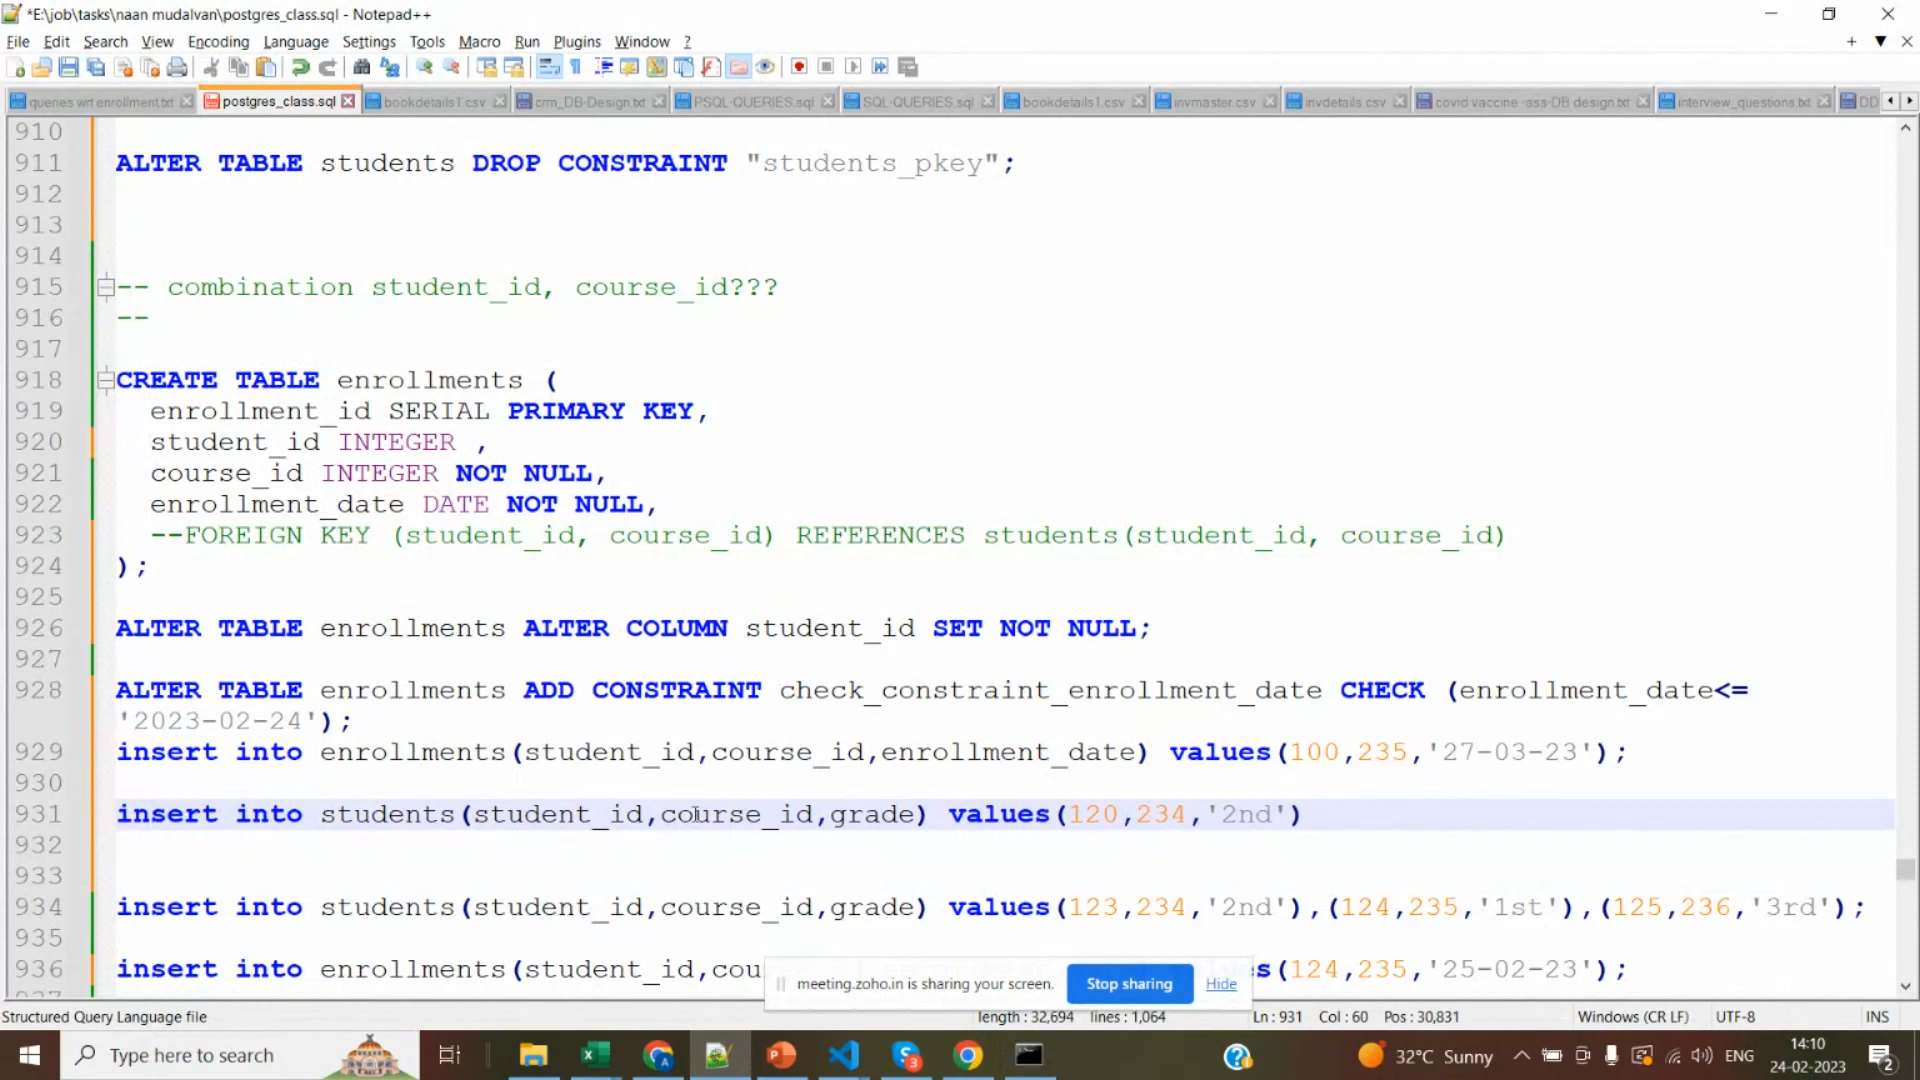 *E:\job\tasks\naan mudalvan\postgres_class.sql - Notepad++
File Edit Search View Encoding Language Settings Tools Macro Run Plugins Window ?
queries wrt enrollment.txt postgres_class.sql bookdetails1.csv crm_DB-Design.txt PSQL-QUERIES.sql SQL-QUERIES.sql bookdetails1.csv invmaster.csv invdetails.csv covid vaccine -ass-DB design.txt interview_questions.txt DD
910
911 ALTER TABLE students DROP CONSTRAINT "students_pkey";
912
913
914
915 -- combination student_id, course_id???
916 --
917
918 CREATE TABLE enrollments (
919 enrollment_id SERIAL PRIMARY KEY,
920 student_id INTEGER ,
921 course_id INTEGER NOT NULL,
922 enrollment_date DATE NOT NULL,
923 --FOREIGN KEY (student_id, course_id) REFERENCES students(student_id, course_id)
924 );
925
926 ALTER TABLE enrollments ALTER COLUMN student_id SET NOT NULL;
927
928 ALTER TABLE enrollments ADD CONSTRAINT check_constraint_enrollment_date CHECK (enrollment_date<=
'2023-02-24');
929 insert into enrollments(student_id,course_id,enrollment_date) values(100,235,'27-03-23');
930
931 insert into students(student_id,course_id,grade) values(120,234,'2nd')
932
933
934 insert into students(student_id,course_id,grade) values(123,234,'2nd'),(124,235,'1st'),(125,236,'3rd');
935
936 insert into enrollments(student_id,cou s(124,235,'25-02-23');
meeting.zoho.in is sharing your screen. Stop sharing Hide
Structured Query Language file length : 32,694 lines : 1,064 Ln : 931 Col : 60 Pos : 30,831 Windows (CR LF) UTF-8 INS
Type here to search 3 32°C Sunny ENG 14:10
24-02-2023 2